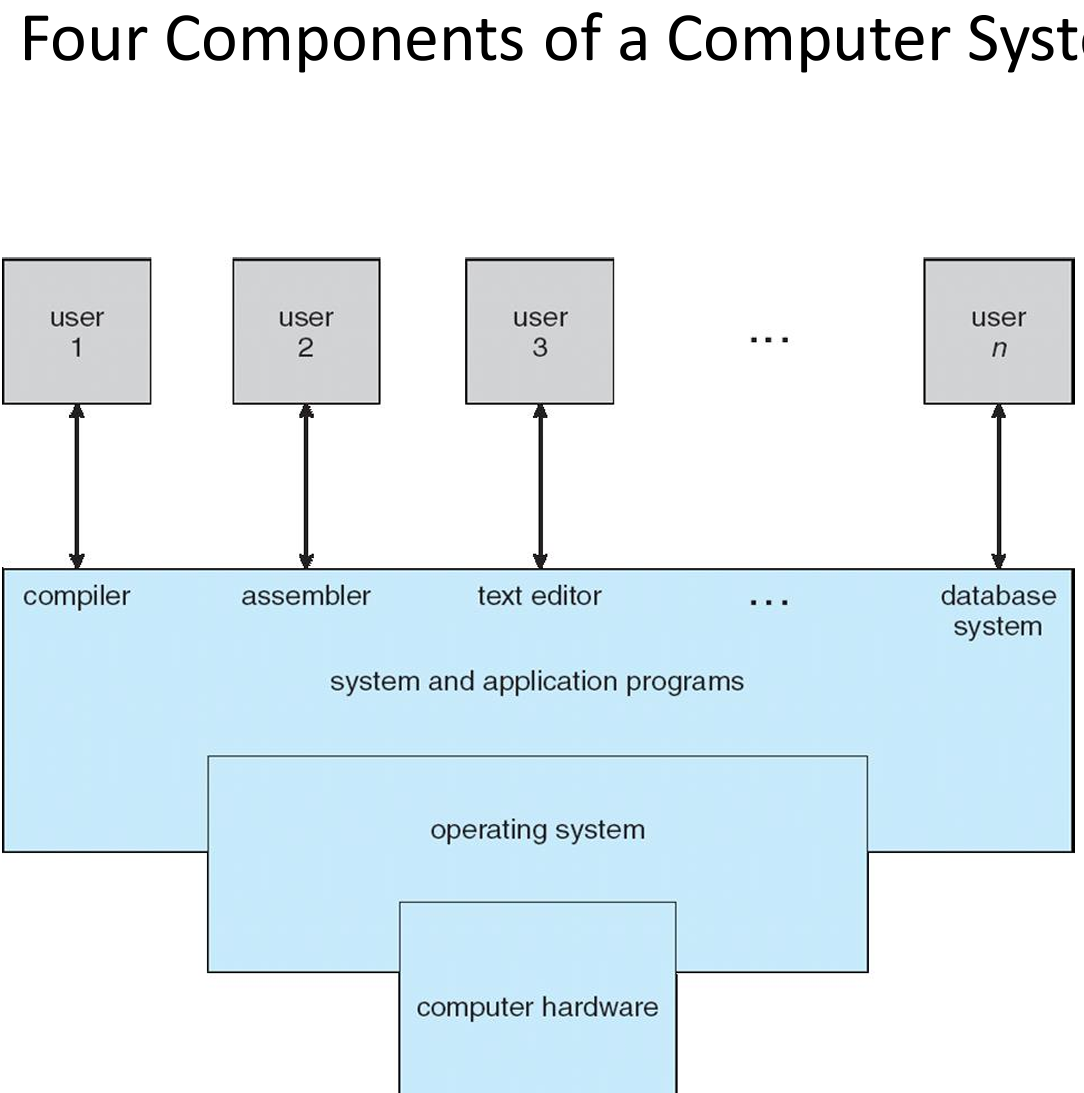 Four Components of a Computer Syst
user user user user
1 2 3 ... n
compiler assembler text editor ... database
system
system and application programs
operating system
computer hardware